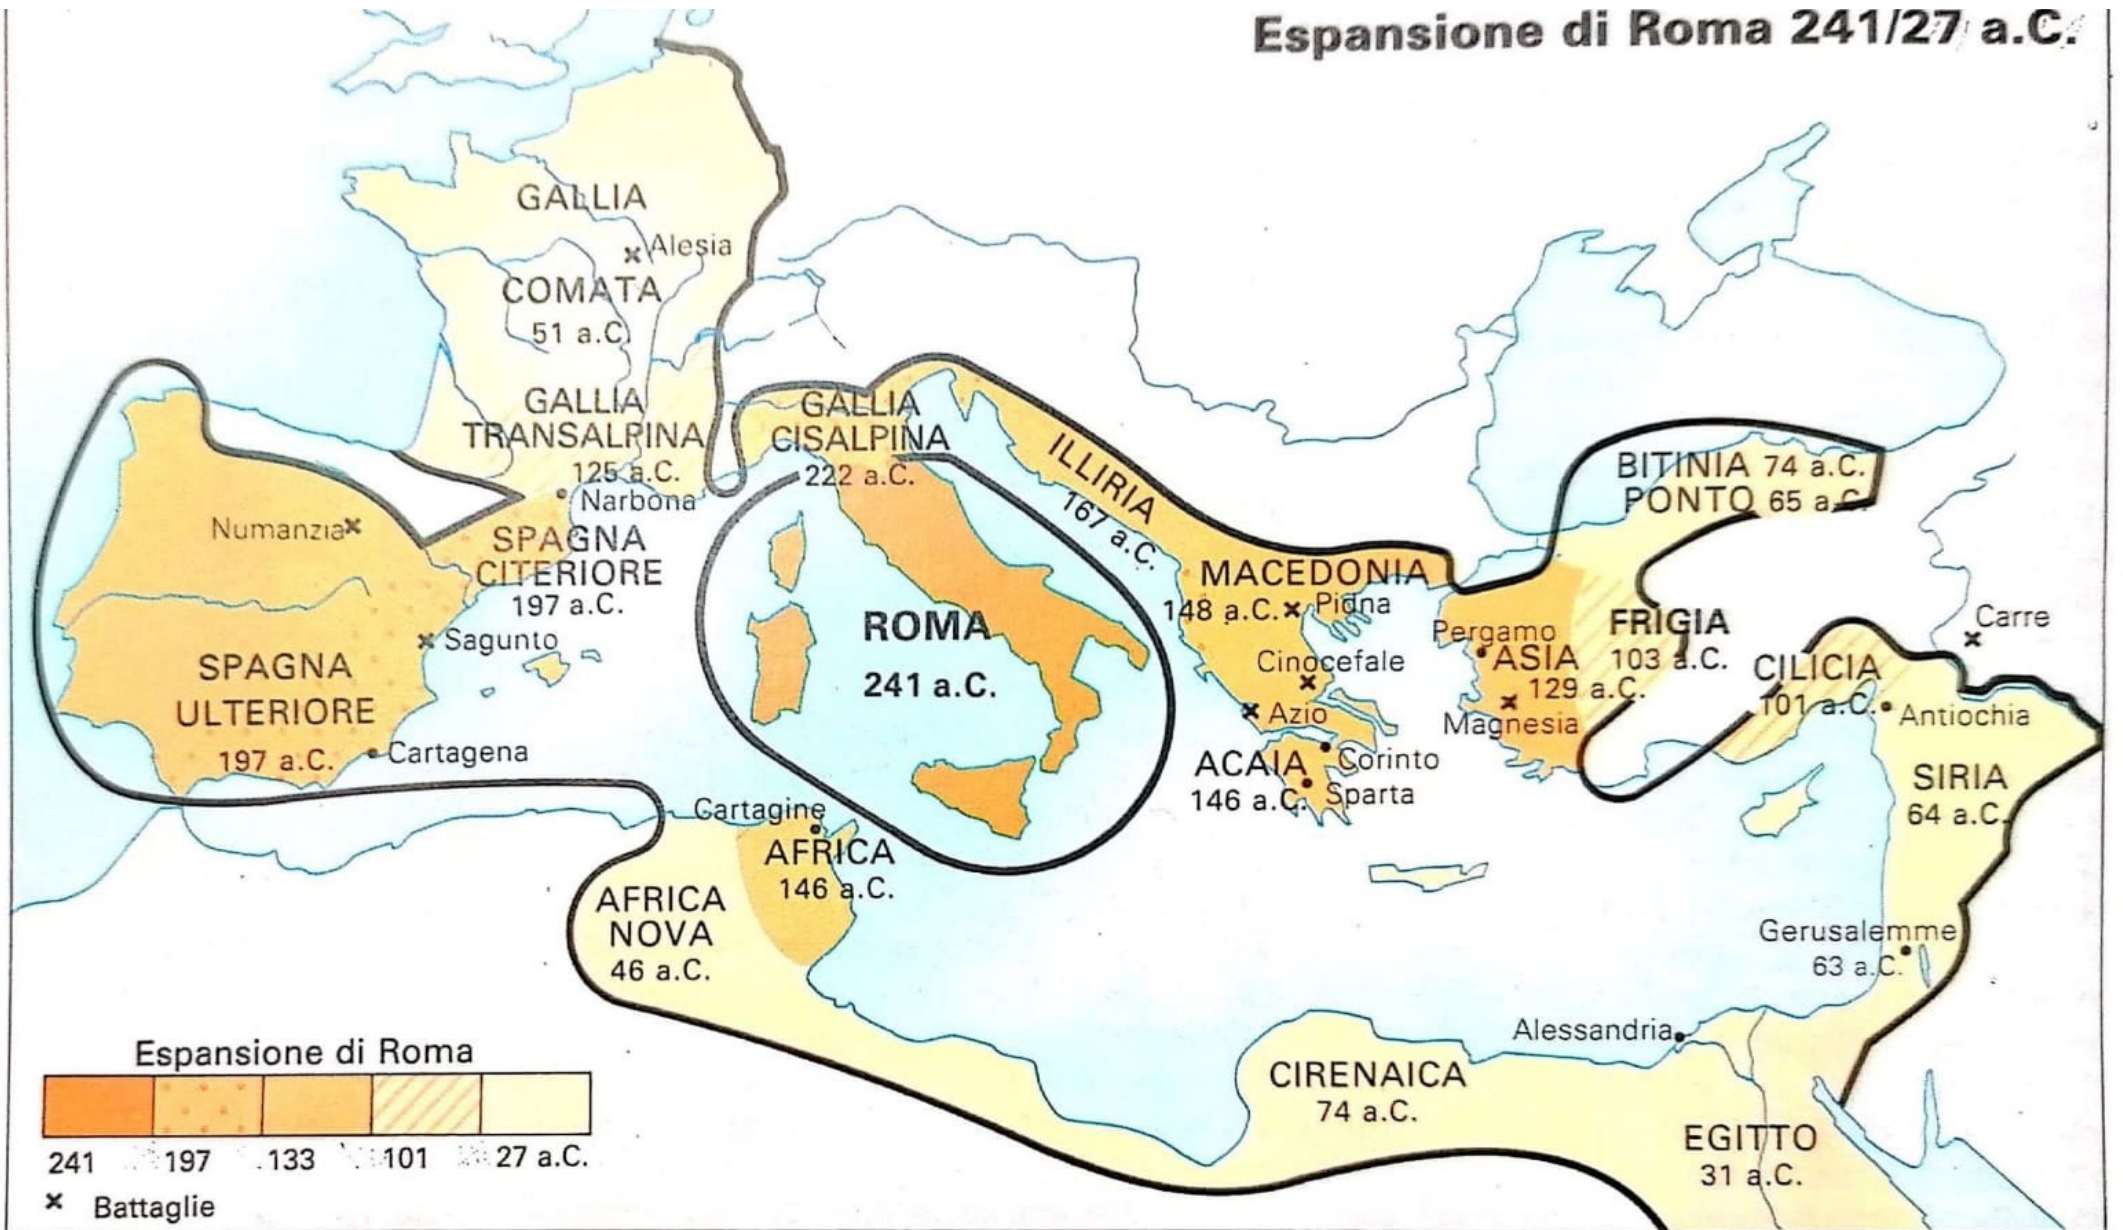 Espansione di Roma 241/27 a.C.
GALLIA
Alesia
COMATA
51 a.C.
GALLIA
TRANSALPINA
125 a.C.
Narbona
GALLIA
CISALPINA
222 a.C.
ILLIRIA
167 a.C.
BITINIA 74 a.C.
PONTO 65 a.C.
Numanzia
SPAGNA
CITERIORE
197 a.C.
Sagunto
SPAGNA
ULTERIORE
197 a.C.
Cartagena
ROMA
241 a.C.
MACEDONIA
148 a.C.
Pidna
Cinocefale
Azio
ACAIA
146 a.C.
Corinto
Sparta
Pergamo
ASIA
129 a.C.
Magnesia
FRIGIA
103 a.C.
CILICIA
101 a.C.
Carre
Antiochia
SIRIA
64 a.C.
Cartagine
AFRICA
146 a.C.
AFRICA
NOVA
46 a.C.
Gerusalemme
63 a.C.
Alessandria
CIRENAICA
74 a.C.
EGITTO
31 a.C.
Espansione di Roma
241 197 133 101 27 a.C.
Battaglie